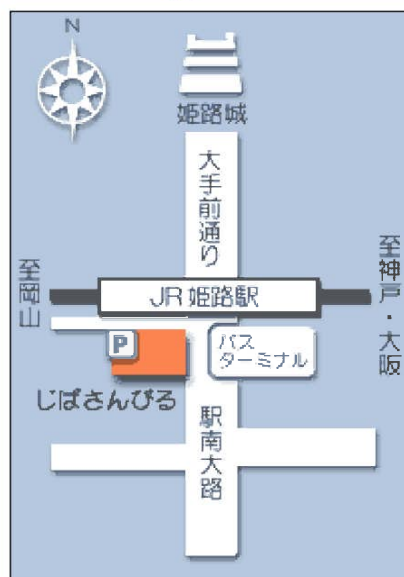 N
姫路城
大手前通り
至岡山
JR姫路駅
至神戸・大阪
P
バス
ターミナル
じばさんびる
駅南大路